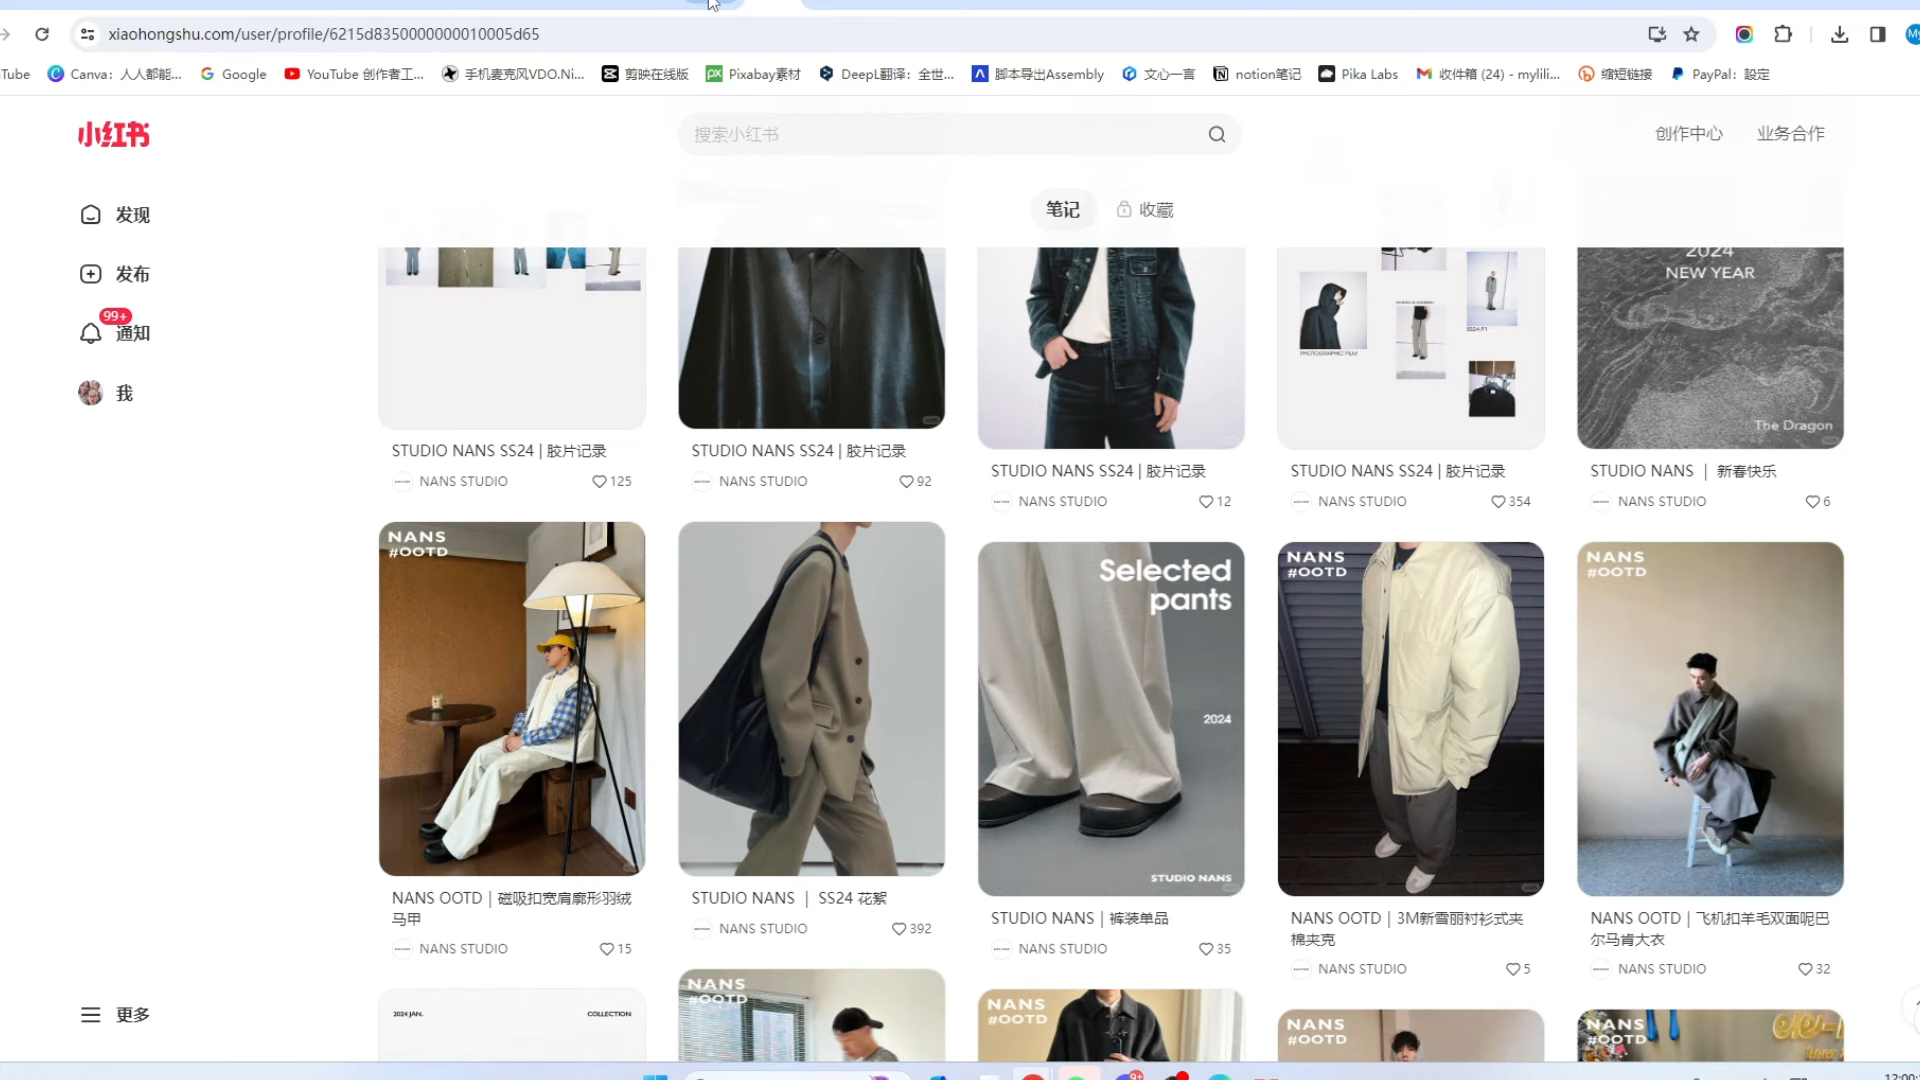 xiaohongshu.com/user/profile/6215d8350000000010005d65
Tube
Canva：人人都能...
Google
YouTube 创作者工...
手机麦克风VDO.Ni...
剪映在线版
Pixabay素材
DeepL翻译：全世...
脚本导出Assembly
文心一言
notion笔记
Pika Labs
收件箱 (24) - mylili...
缩短链接
PayPal：設定
小红书
搜索小红书
创作中心
业务合作
发现
发布
99+
通知
我
更多
笔记
收藏
PHOTOGRAPHIC FILM
2024
NEW YEAR
The Dragon
STUDIO NANS SS24 | 胶片记录
NANS STUDIO
125
STUDIO NANS SS24 | 胶片记录
NANS STUDIO
92
STUDIO NANS SS24 | 胶片记录
NANS STUDIO
12
STUDIO NANS SS24 | 胶片记录
NANS STUDIO
354
STUDIO NANS ｜ 新春快乐
NANS STUDIO
6
NANS
#OOTD
NANS OOTD｜磁吸扣宽肩廓形羽绒
马甲
NANS STUDIO
15
STUDIO NANS ｜ SS24 花絮
NANS STUDIO
392
Selected
pants
2024
STUDIO NANS
STUDIO NANS｜裤装单品
NANS STUDIO
35
NANS
#OOTD
NANS OOTD｜3M新雪丽衬衫式夹
棉夹克
NANS STUDIO
5
NANS
#OOTD
NANS OOTD｜飞机扣羊毛双面呢巴
尔马肯大衣
NANS STUDIO
32
2024 JAN.
COLLECTION
NANS
#OOTD
NANS
#OOTD
NANS
#OOTD
NANS
#OOTD